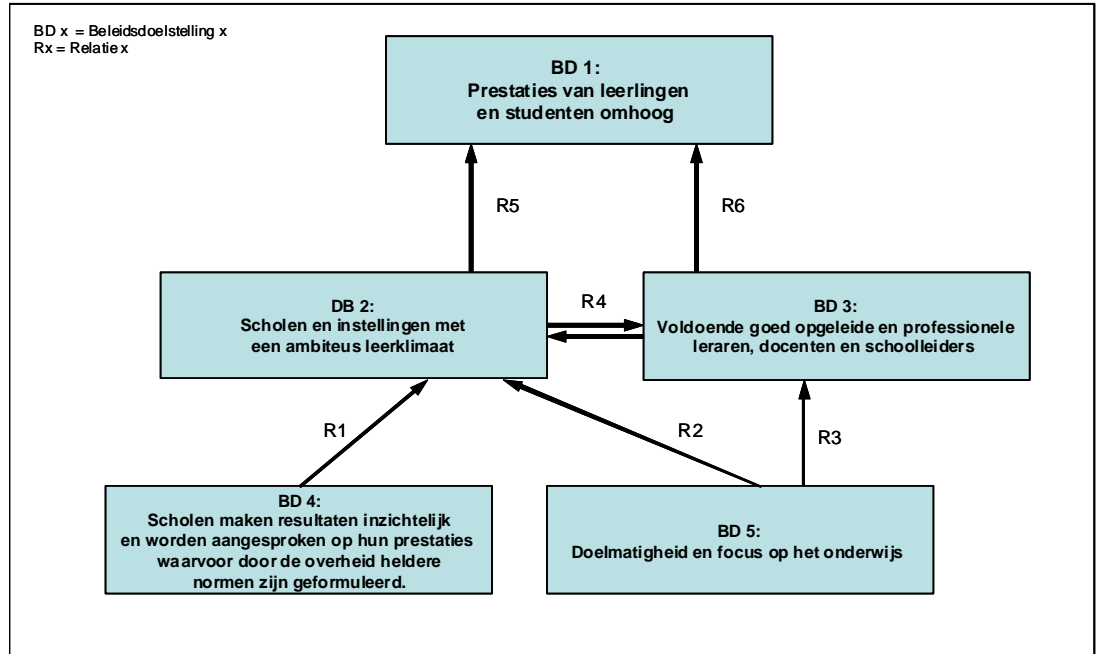 BD x = Beleidsdoelstelling x
Rx = Relatie x
BD 1:
Prestaties van leerlingen
en studenten omhoog
R5
R6
DB 2:
Scholen en instellingen met
een ambiteus leerklimaat
R4
BD 3:
Voldoende goed opgeleide en professionele
leraren, docenten en schoolleiders
R1
R2
R3
BD 4:
Scholen maken resultaten inzichtelijk
en worden aangesproken op hun prestaties
waarvoor door de overheid heldere
normen zijn geformuleerd.
BD 5:
Doelmatigheid en focus op het onderwijs